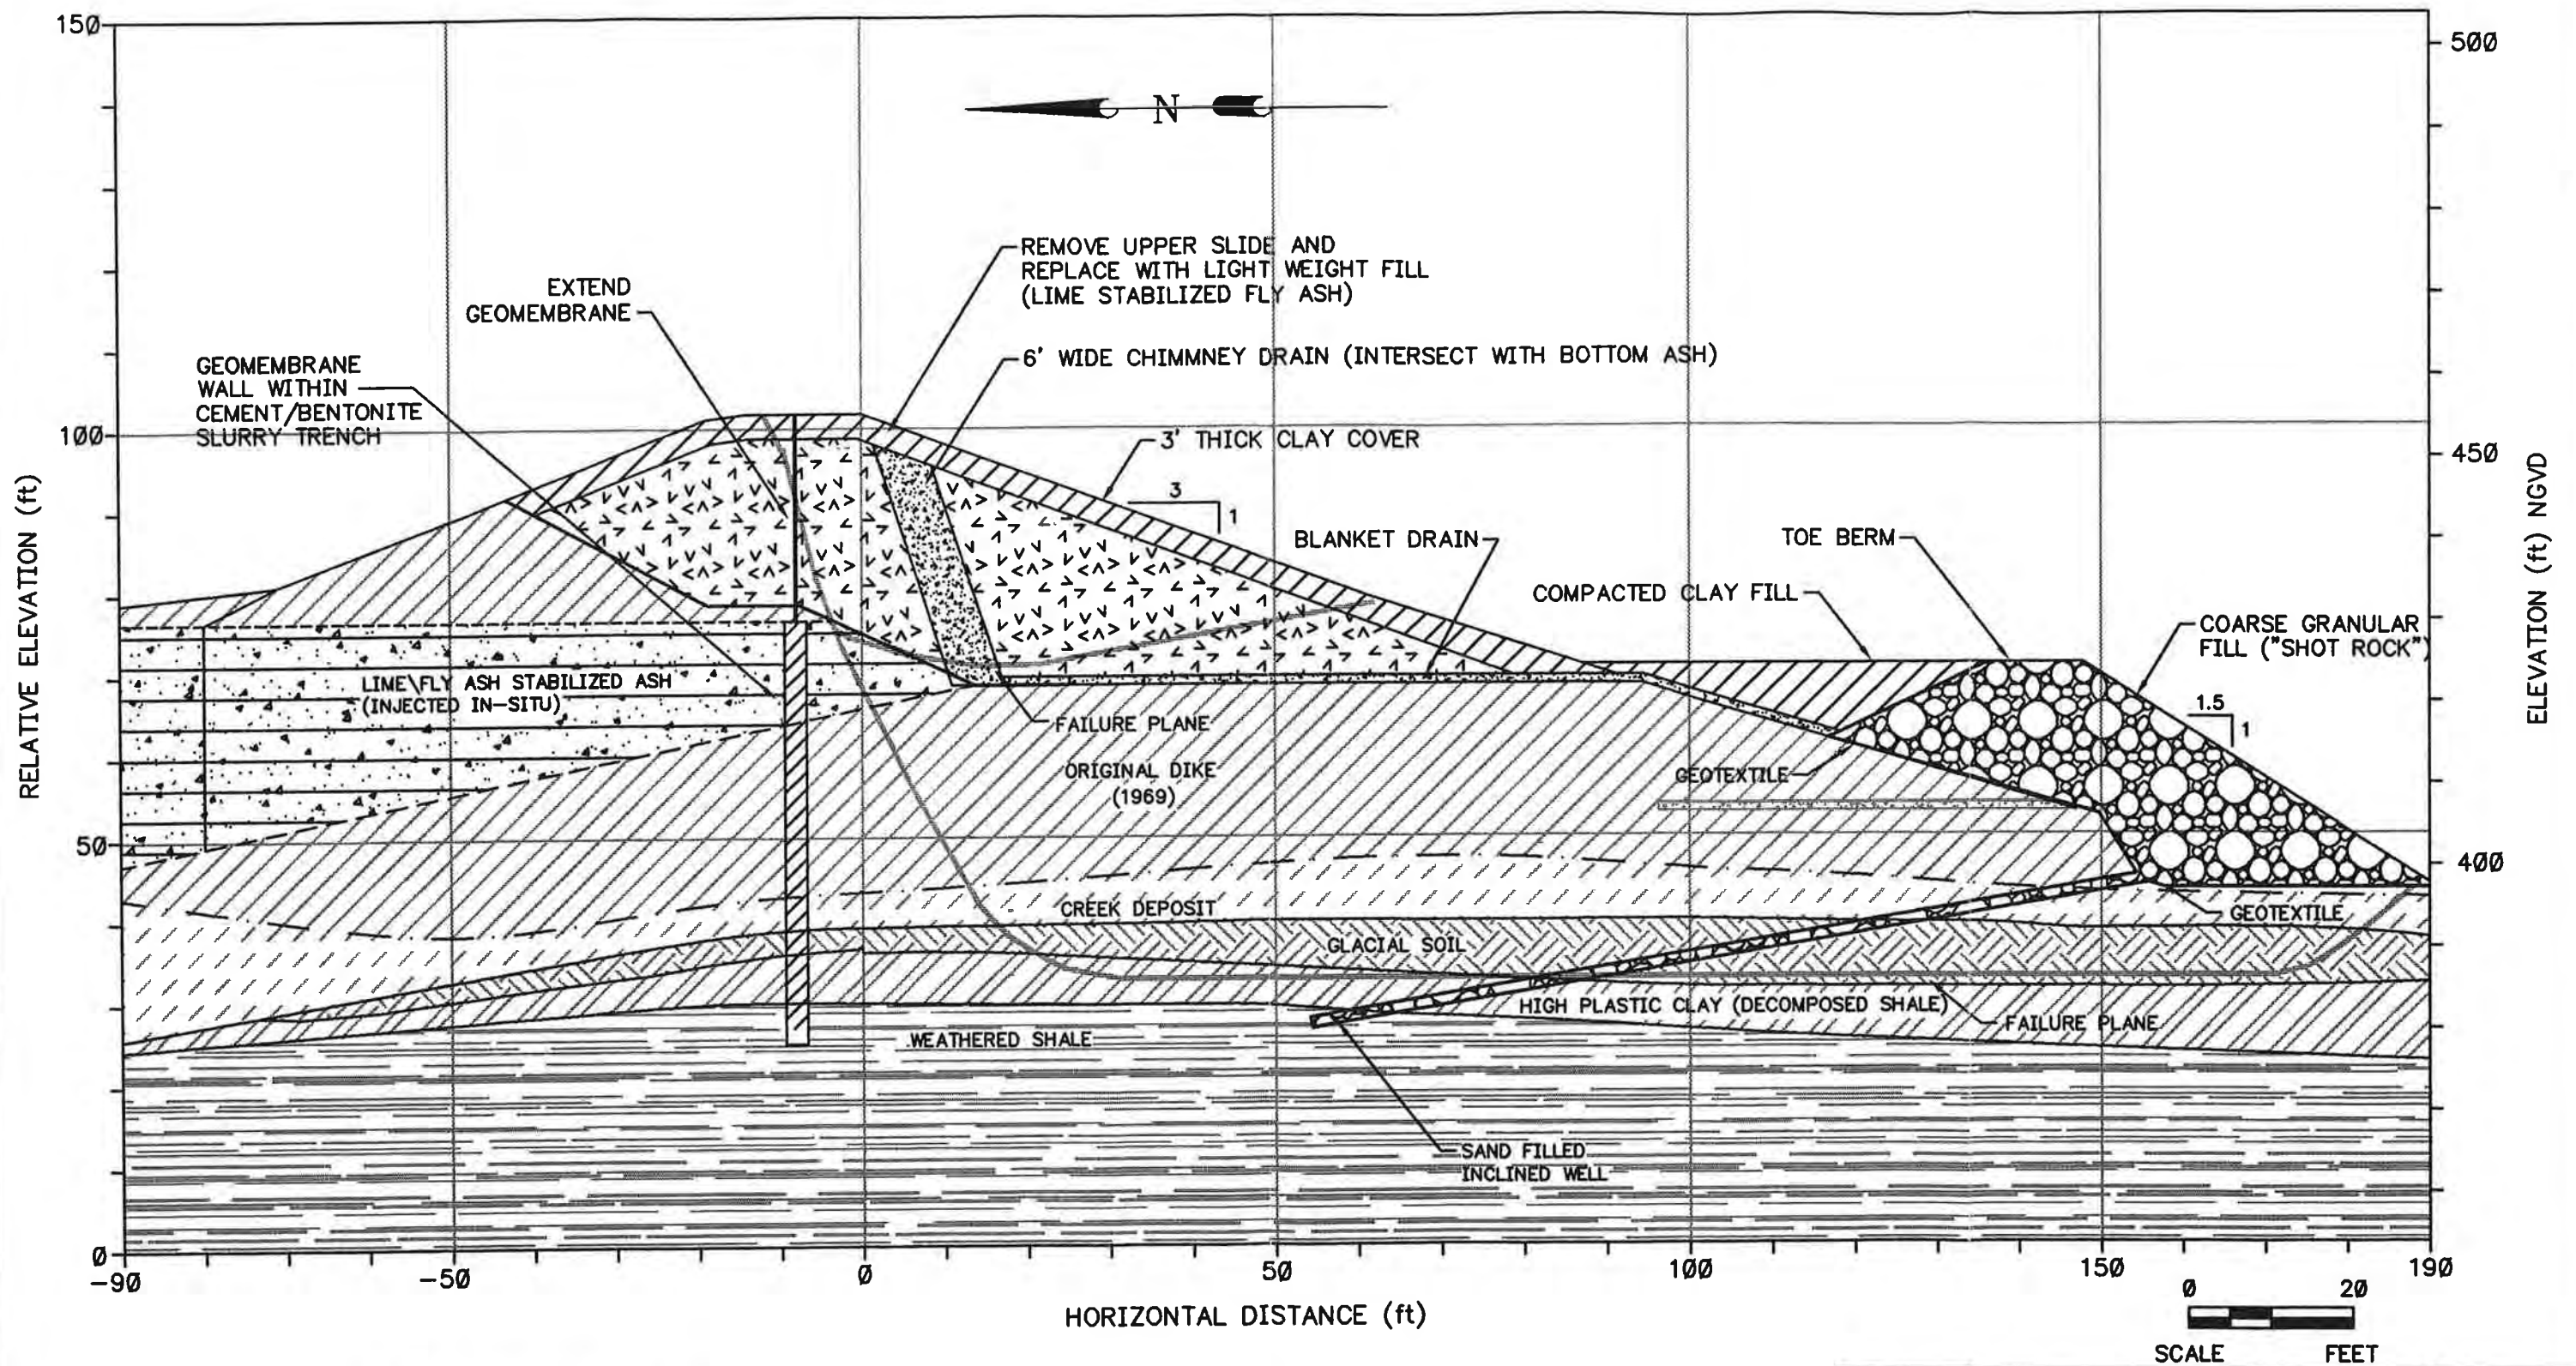 150
500
N
REMOVE UPPER SLIDE AND
REPLACE WITH LIGHT WEIGHT FILL
(LIME STABILIZED FLY ASH)
EXTEND
GEOMEMBRANE
6' WIDE CHIMMNEY DRAIN (INTERSECT WITH BOTTOM ASH)
GEOMEMBRANE
WALL WITHIN
CEMENT/BENTONITE
SLURRY TRENCH
100
3' THICK CLAY COVER
450
3
1
BLANKET DRAIN
TOE BERM
COMPACTED CLAY FILL
COARSE GRANULAR
FILL ("SHOT ROCK")
RELATIVE ELEVATION (ft)
ELEVATION (ft) NGVD
LIME\FLY ASH STABILIZED ASH
(INJECTED IN-SITU)
1.5
1
FAILURE PLANE
ORIGINAL DIKE
(1969)
GEOTEXTILE
50
400
CREEK DEPOSIT
GEOTEXTILE
GLACIAL SOIL
HIGH PLASTIC CLAY (DECOMPOSED SHALE)
FAILURE PLANE
WEATHERED SHALE
SAND FILLED
INCLINED WELL
0
-90
-50
0
50
100
150
190
HORIZONTAL DISTANCE (ft)
0
20
SCALE
FEET